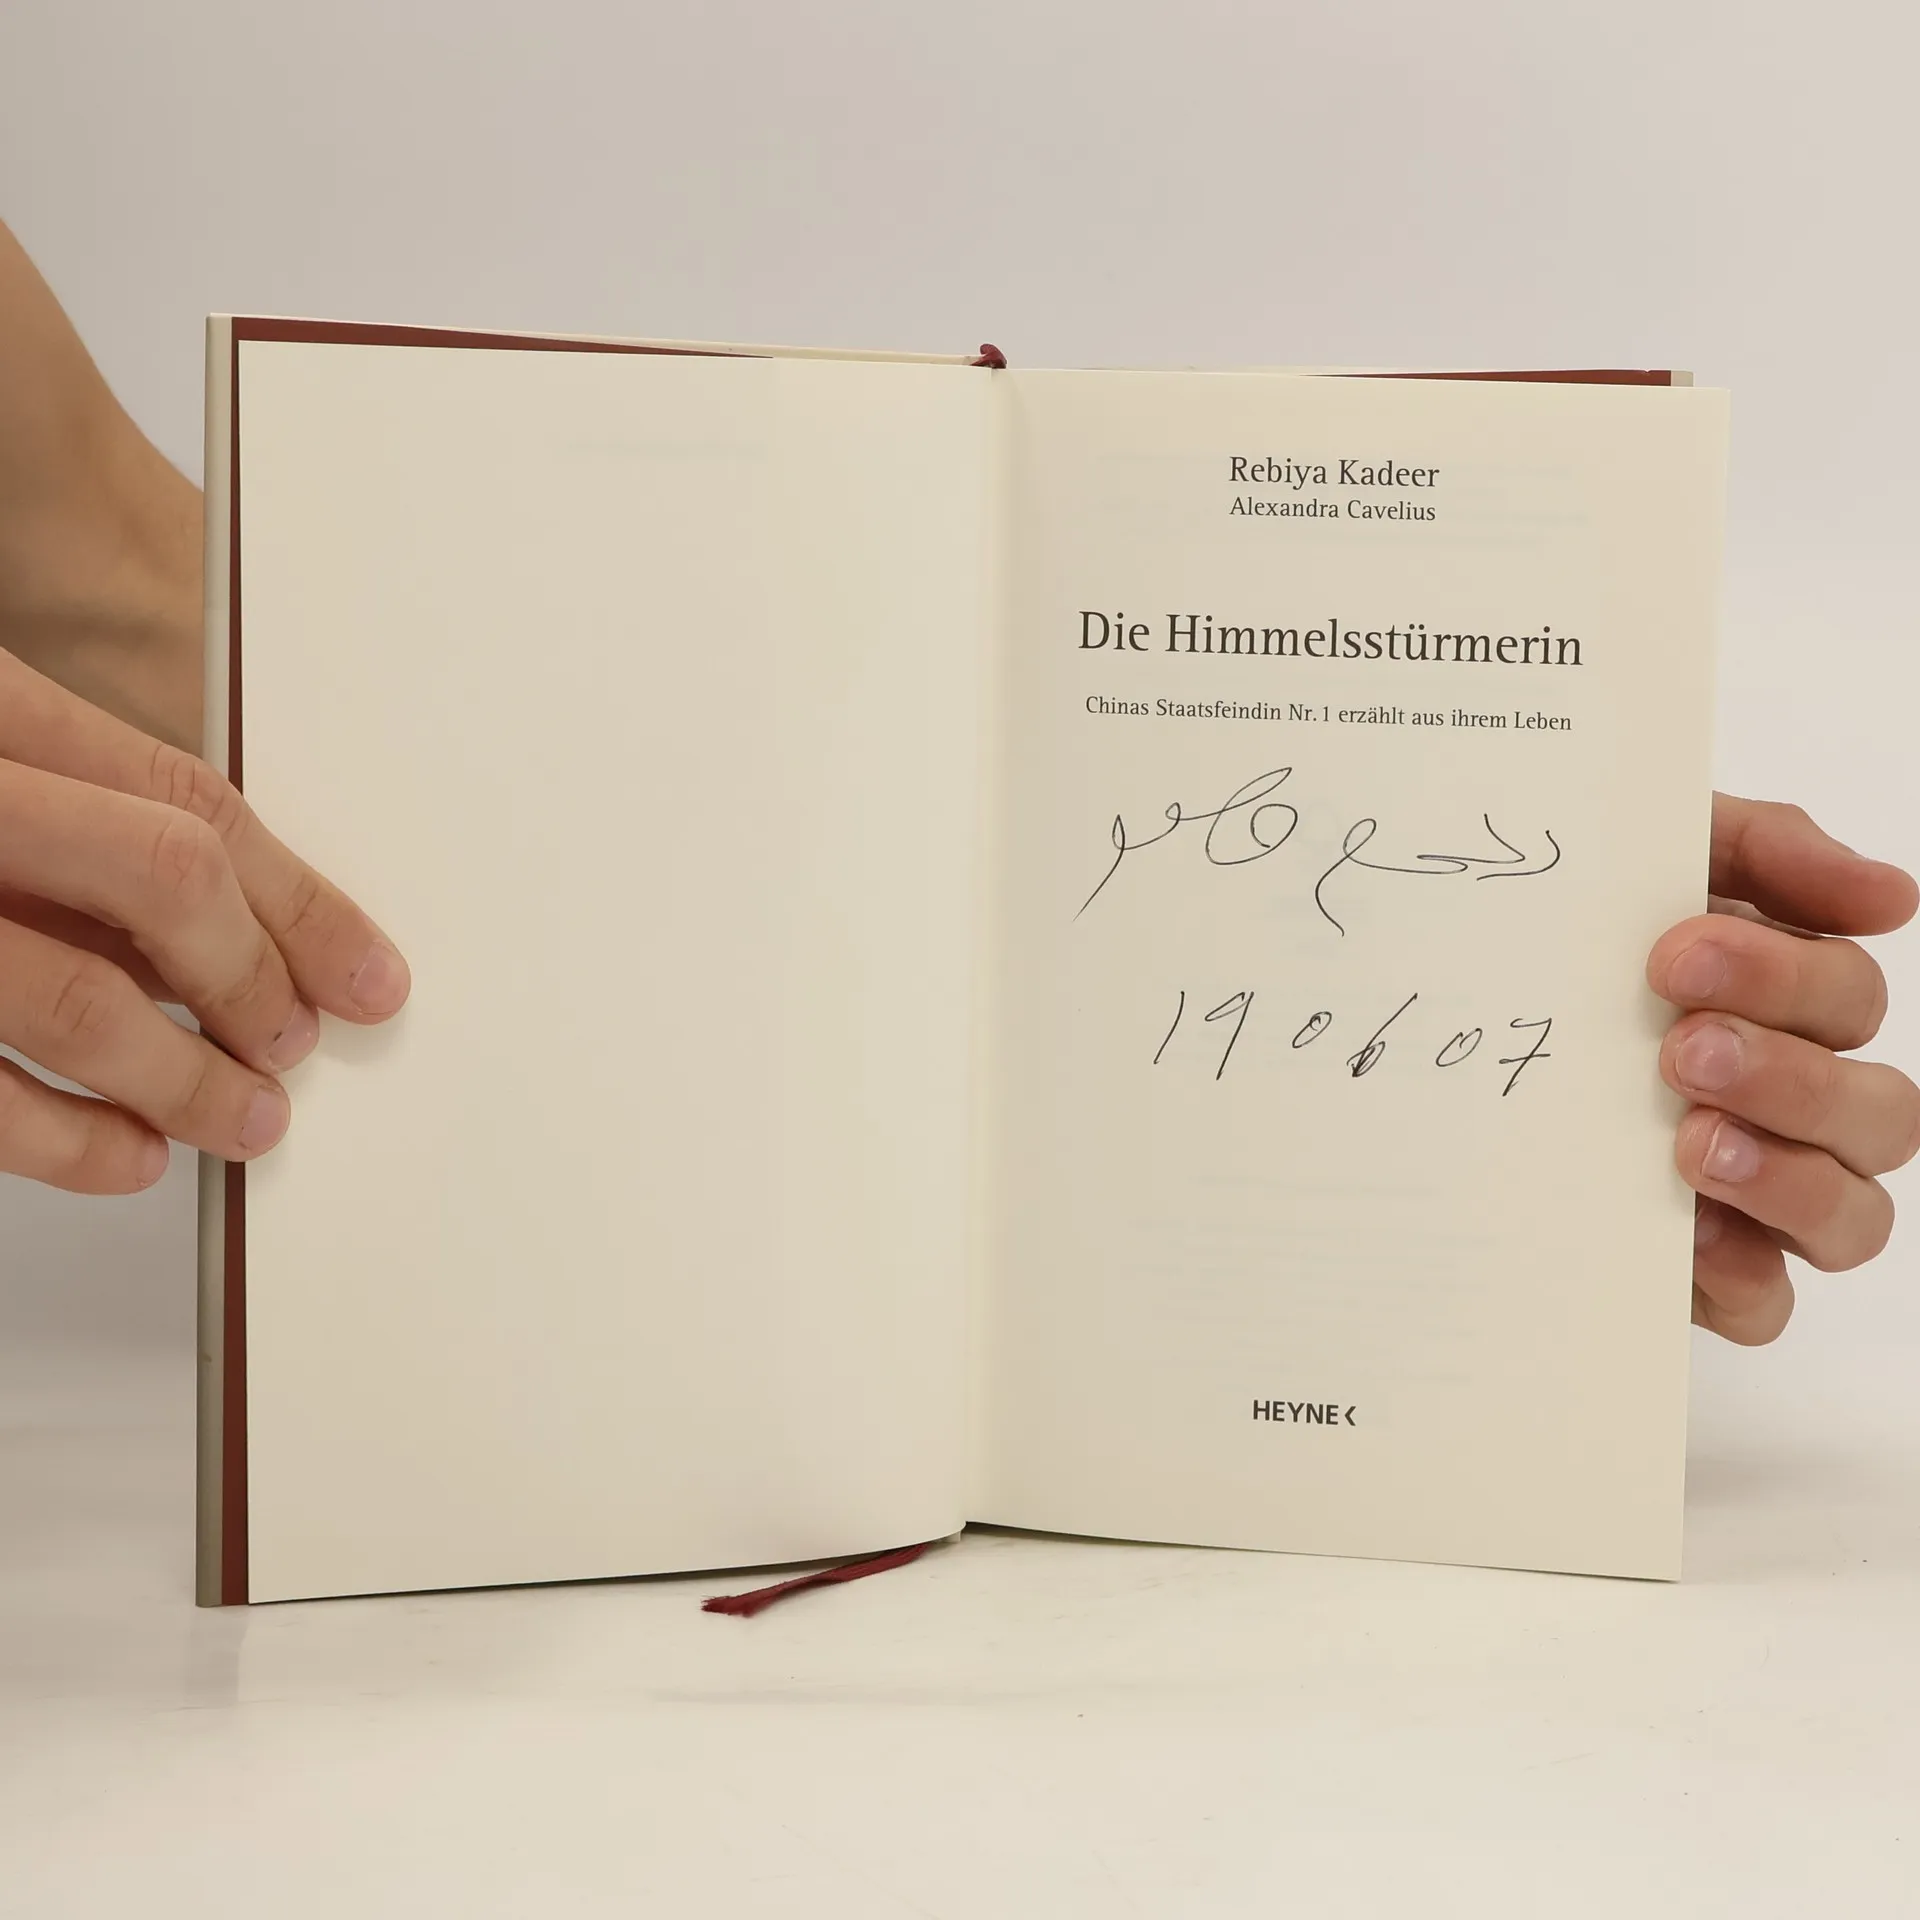 Rebiya Kadeer
Alexandra Cavelius
Die Himmelsstürmerin
Chinas Staatsfeindin Nr. 1 erzählt aus ihrem Leben
19 06 07
HEYNE<